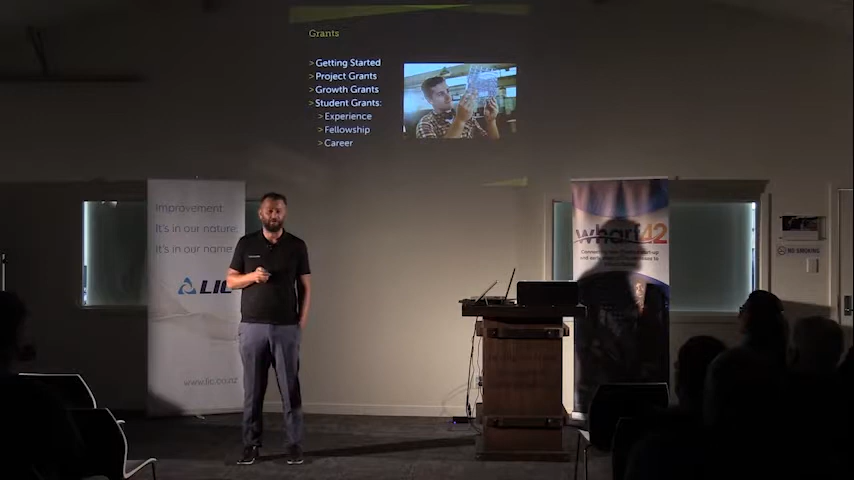 Grants
> Getting Started
> Project Grants
> Growth Grants
> Student Grants:
> Experience
> Fellowship
> Career
Improvement:
It's in our nature,
it's in our name
LIC
www.lic.co.nz
wharf42
NO SMOKING